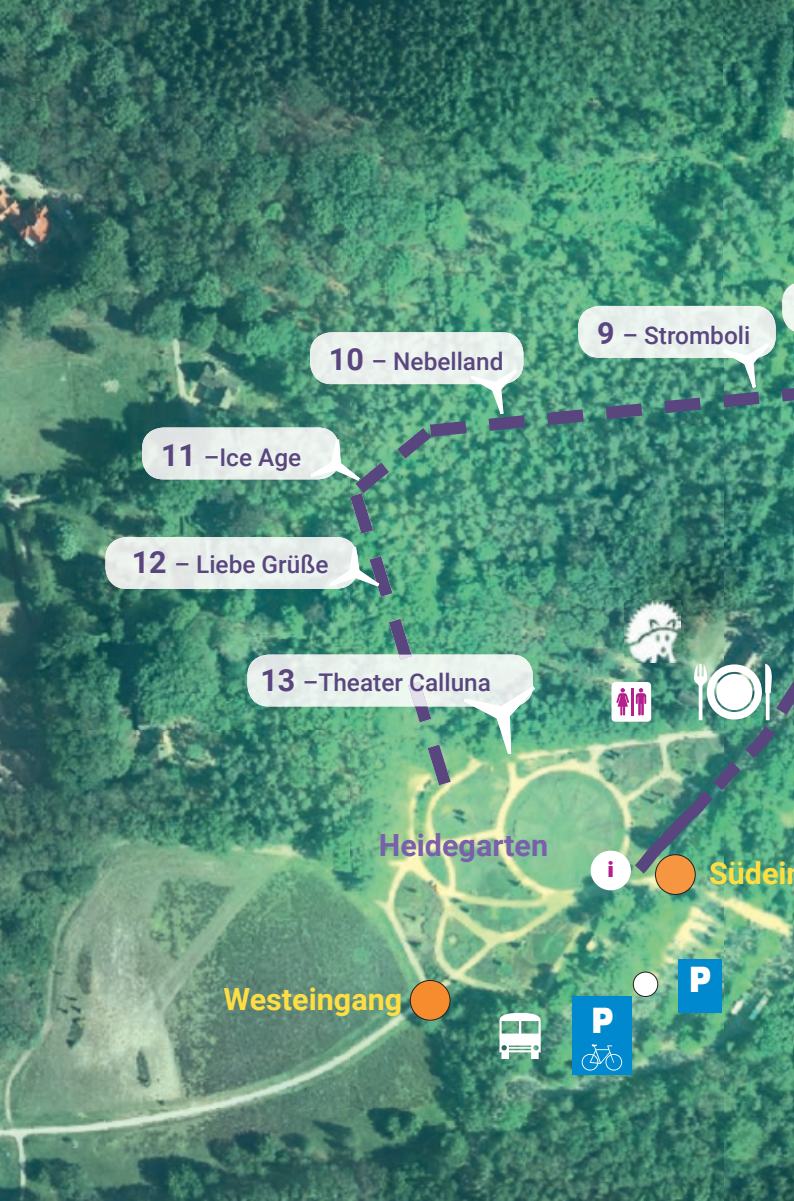 9 – Stromboli
10 – Nebelland
11 –Ice Age
12 – Liebe Grüße
13 –Theater Calluna
Heidegarten
i
Südein
Westeingang
P
P